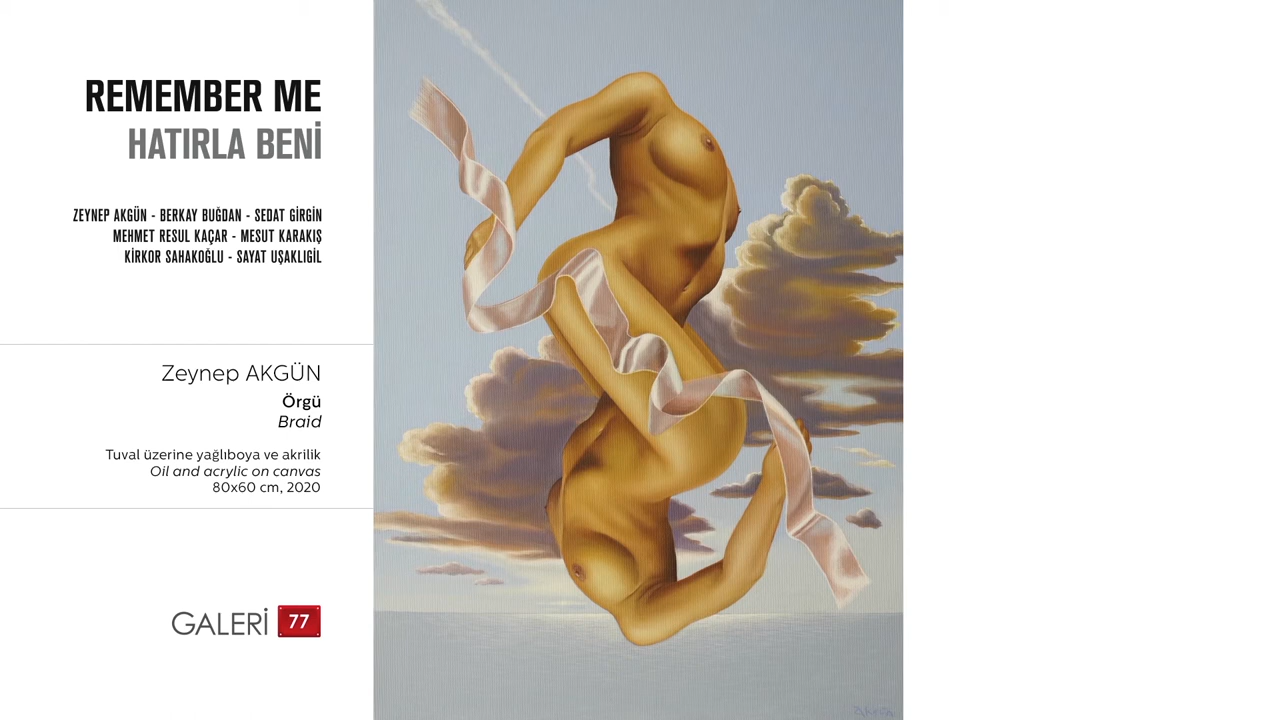 REMEMBER ME
HATIRLA BENİ
ZEYNEP AKGÜN - BERKAY BUĞDAN - SEDAT GİRGİN
MEHMET RESUL KAÇAR - MESUT KARAKIŞ
KİRKOR SAHAKOĞLU - SAYAT UŞAKLIGİL
Zeynep AKGÜN
Örgü
Braid
Tuval üzerine yağlıboya ve akrilik
Oil and acrylic on canvas
80x60 cm, 2020
GALERİ 77